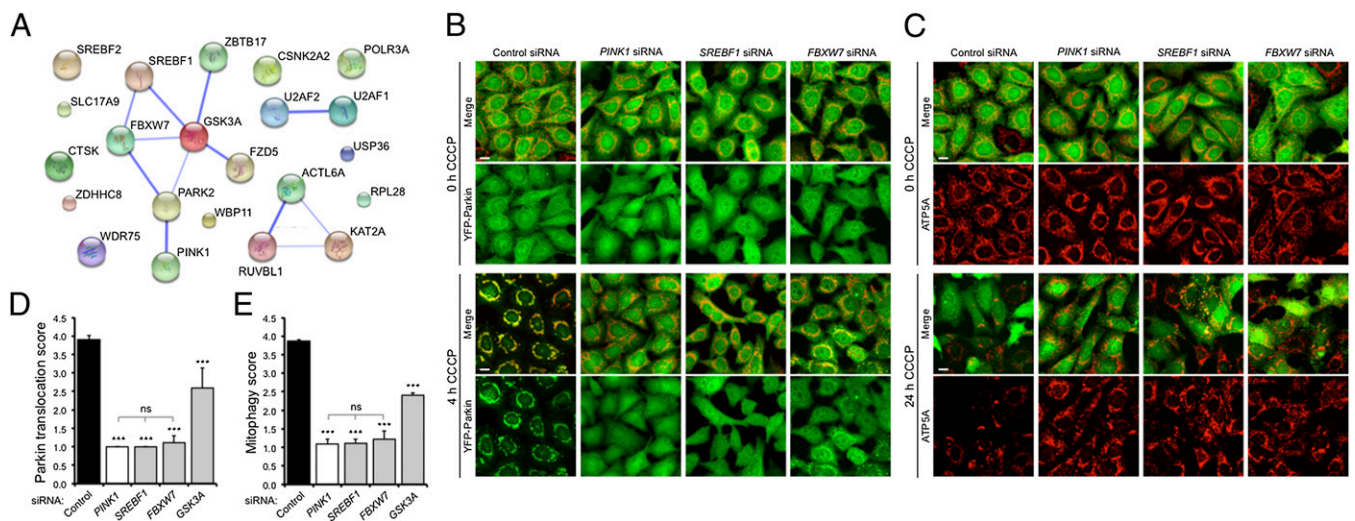 A
SREBF2
SREBF1
ZBTB17
CSNK2A2
POLR3A
SLC17A9
FBXW7
GSK3A
U2AF2
U2AF1
CTSK
FZD5
USP36
ZDHHC8
PARK2
ACTL6A
WBP11
RPL28
WDR75
PINK1
RUVBL1
KAT2A
B
Control siRNA
PINK1 siRNA
SREBF1 siRNA
FBXW7 siRNA
0 h CCCP
Merge
YFP-Parkin
4 h CCCP
Merge
YFP-Parkin
C
Control siRNA
PINK1 siRNA
SREBF1 siRNA
FBXW7 siRNA
0 h CCCP
Merge
ATP5A
24 h CCCP
Merge
ATP5A
D
Parkin translocation score
4.5
4.0
3.5
3.0
2.5
2.0
1.5
1.0
0.5
0.0
ns
***
***
***
***
siRNA:
Control
PINK1
SREBF1
FBXW7
GSK3A
E
Mitophagy score
4.5
4.0
3.5
3.0
2.5
2.0
1.5
1.0
0.5
0.0
ns
***
***
***
***
siRNA:
Control
PINK1
SREBF1
FBXW7
GSK3A